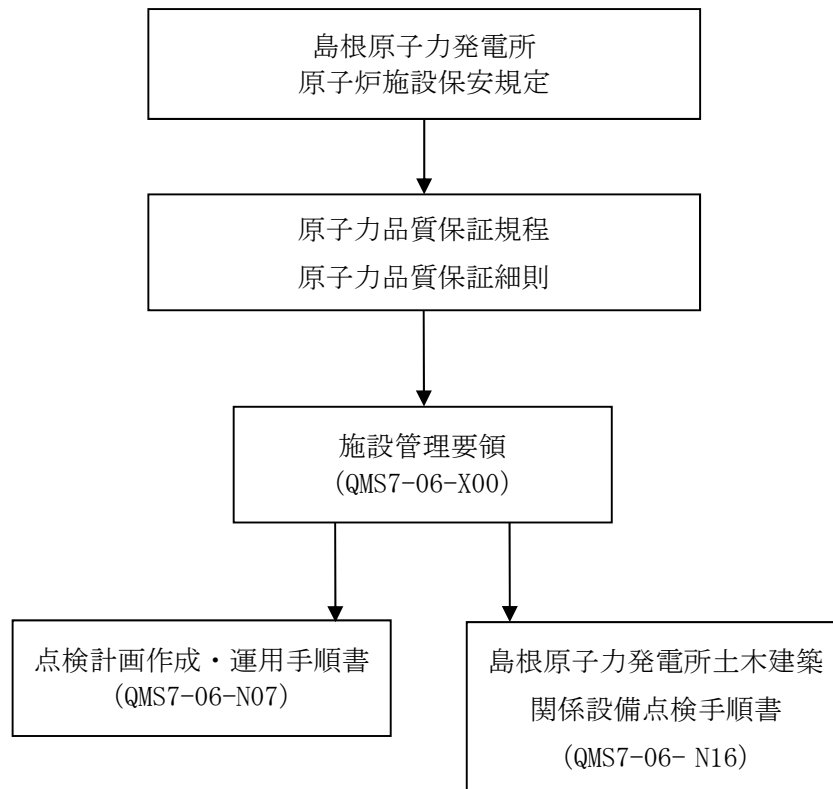 島根原子力発電所
原子炉施設保安規定
原子力品質保証規程
原子力品質保証細則
施設管理要領
(QMS7-06-X00)
点検計画作成・運用手順書
(QMS7-06-N07)
島根原子力発電所土木建築
関係設備点検手順書
(QMS7-06- N16)